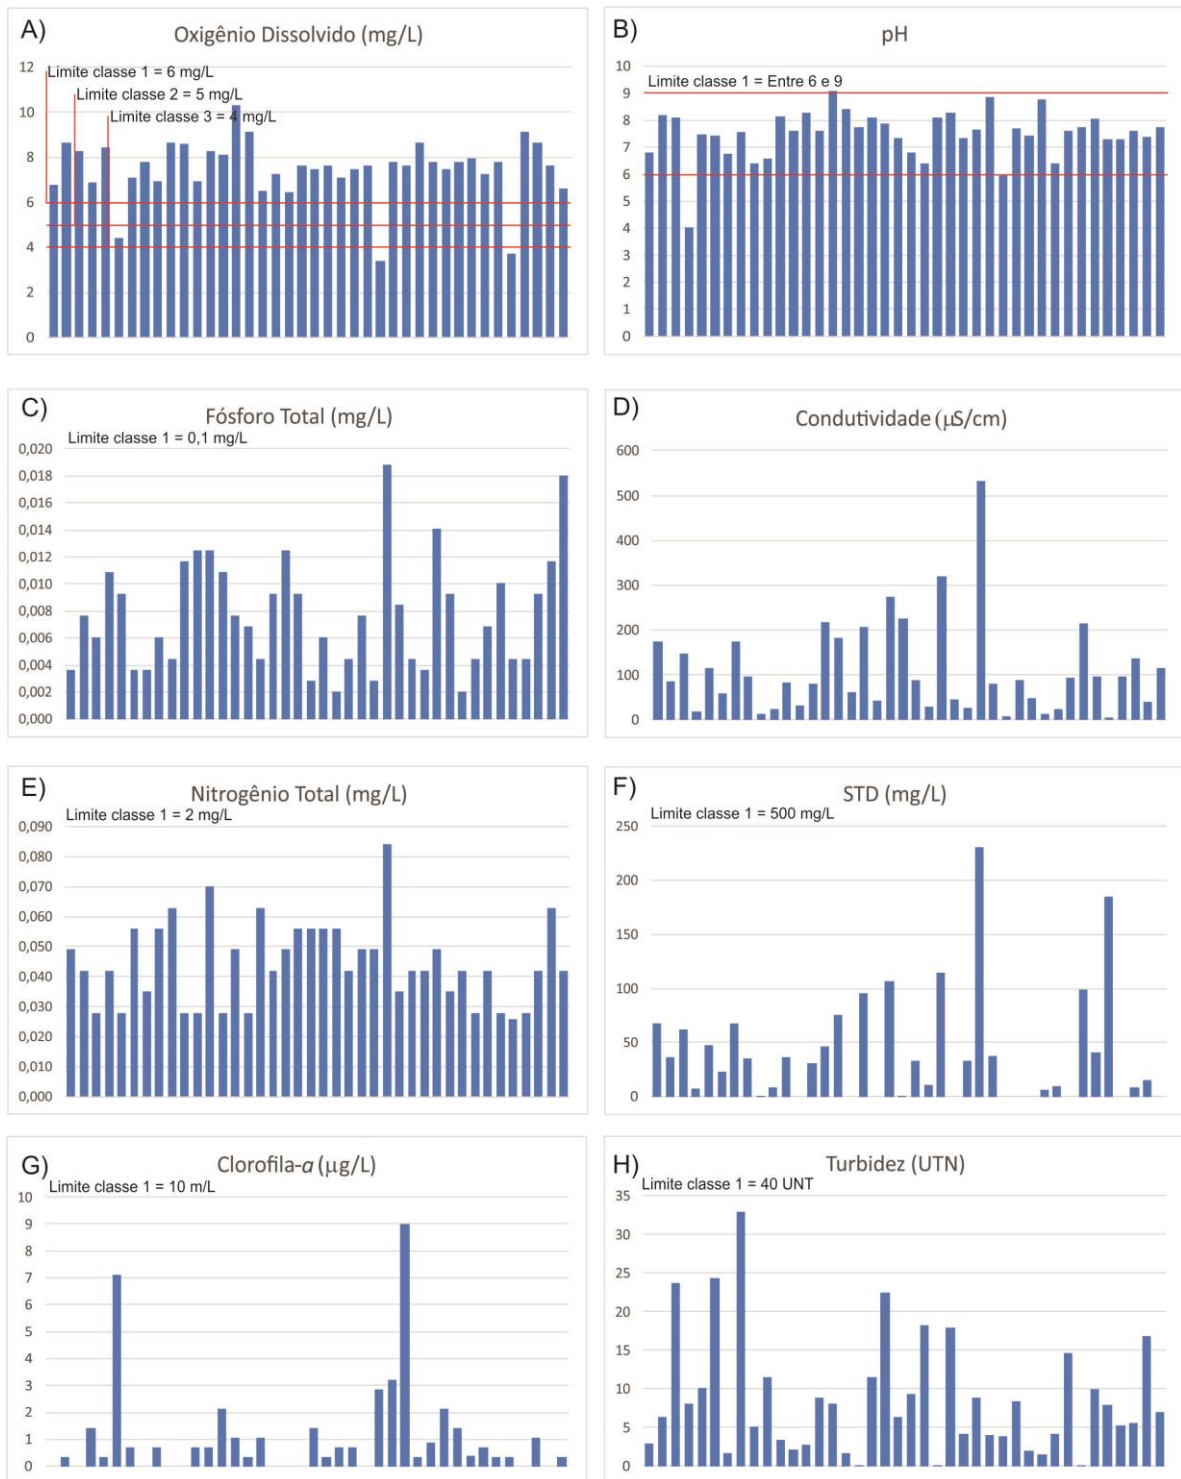 A)
Oxigênio Dissolvido (mg/L)
12
Limite classe 1 = 6 mg/L
Limite classe 2 = 5 mg/L
10
Limite classe 3 = 4 mg/L
8
6
4
2
0
B)
pH
10
Limite classe 1 = Entre 6 e 9
9
8
7
6
5
4
3
2
1
0
C)
Fósforo Total (mg/L)
Limite classe 1 = 0,1 mg/L
0,020
0,018
0,016
0,014
0,012
0,010
0,008
0,006
0,004
0,002
0,000
D)
Condutividade (μS/cm)
600
500
400
300
200
100
0
E)
Nitrogênio Total (mg/L)
Limite classe 1 = 2 mg/L
0,090
0,080
0,070
0,060
0,050
0,040
0,030
0,020
0,010
0,000
F)
STD (mg/L)
Limite classe 1 = 500 mg/L
250
200
150
100
50
0
G)
Clorofila-a (μg/L)
Limite classe 1 = 10 m/L
10
9
8
7
6
5
4
3
2
1
0
H)
Turbidez (UTN)
Limite classe 1 = 40 UNT
35
30
25
20
15
10
5
0